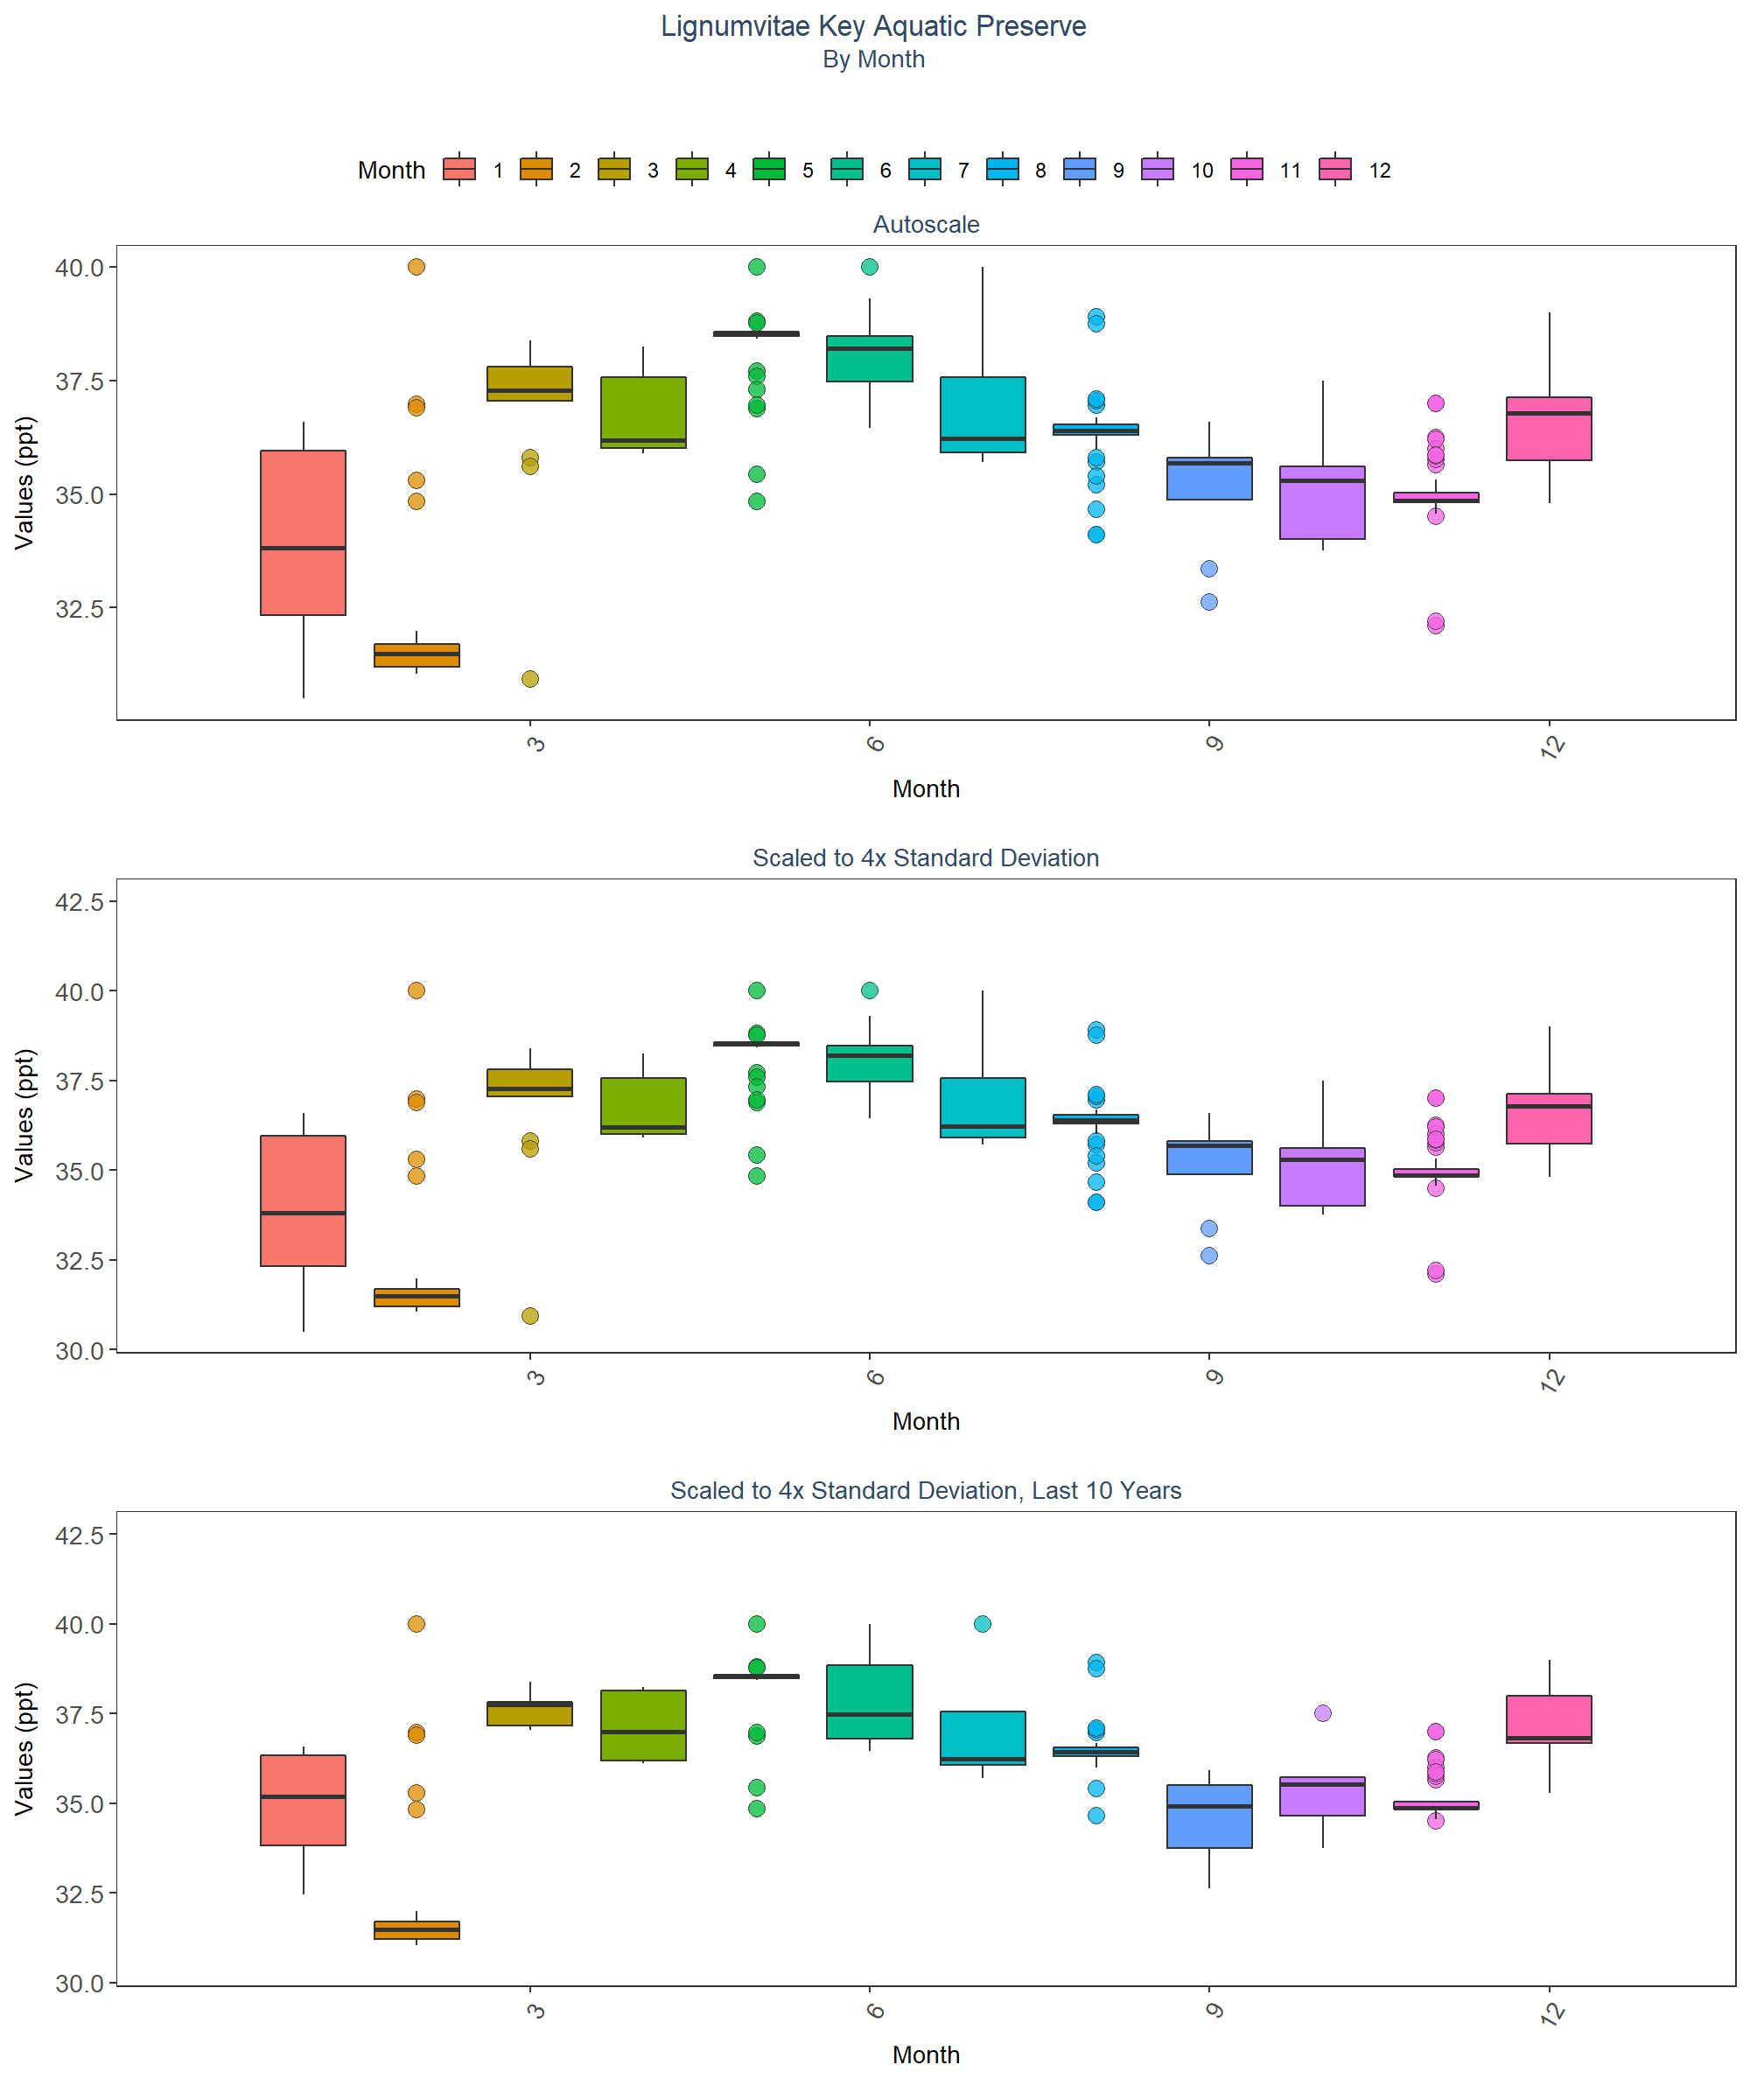 Lignumvitae Key Aquatic Preserve
By Month
Month 1 2 3 4 5 6 7 8 9 10 11 12
Autoscale
Values (ppt)
40.0
37.5
35.0
32.5
3 6 9 12
Month
Scaled to 4x Standard Deviation
Values (ppt)
42.5
40.0
37.5
35.0
32.5
30.0
3 6 9 12
Month
Scaled to 4x Standard Deviation, Last 10 Years
Values (ppt)
42.5
40.0
37.5
35.0
32.5
30.0
3 6 9 12
Month